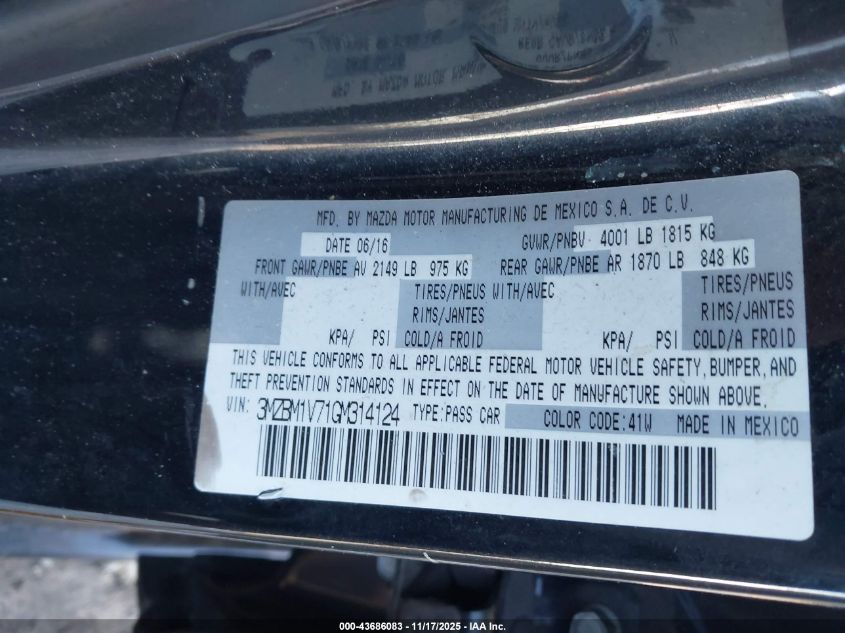 MFD. BY MAZDA MOTOR MANUFACTURING DE MEXICO S.A. DE C.V.
DATE 06/16 GVWR/PNBV 4001 LB 1815 KG
FRONT GAWR/PNBE AV 2149 LB 975 KG REAR GAWR/PNBE AR 1870 LB 848 KG
WITH/AVEC TIRES/PNEUS WITH/AVEC TIRES/PNEUS
RIMS/JANTES RIMS/JANTES
KPA/ PSI COLD/A FROID KPA/ PSI COLD/A FROID
THIS VEHICLE CONFORMS TO ALL APPLICABLE FEDERAL MOTOR VEHICLE SAFETY, BUMPER, AND
THEFT PREVENTION STANDARDS IN EFFECT ON THE DATE OF MANUFACTURE SHOWN ABOVE.
VIN: 3MZBM1V71GM314124 TYPE:PASS CAR COLOR CODE:41W MADE IN MEXICO
000-43686083 — 11/17/2025 — IAA Inc.